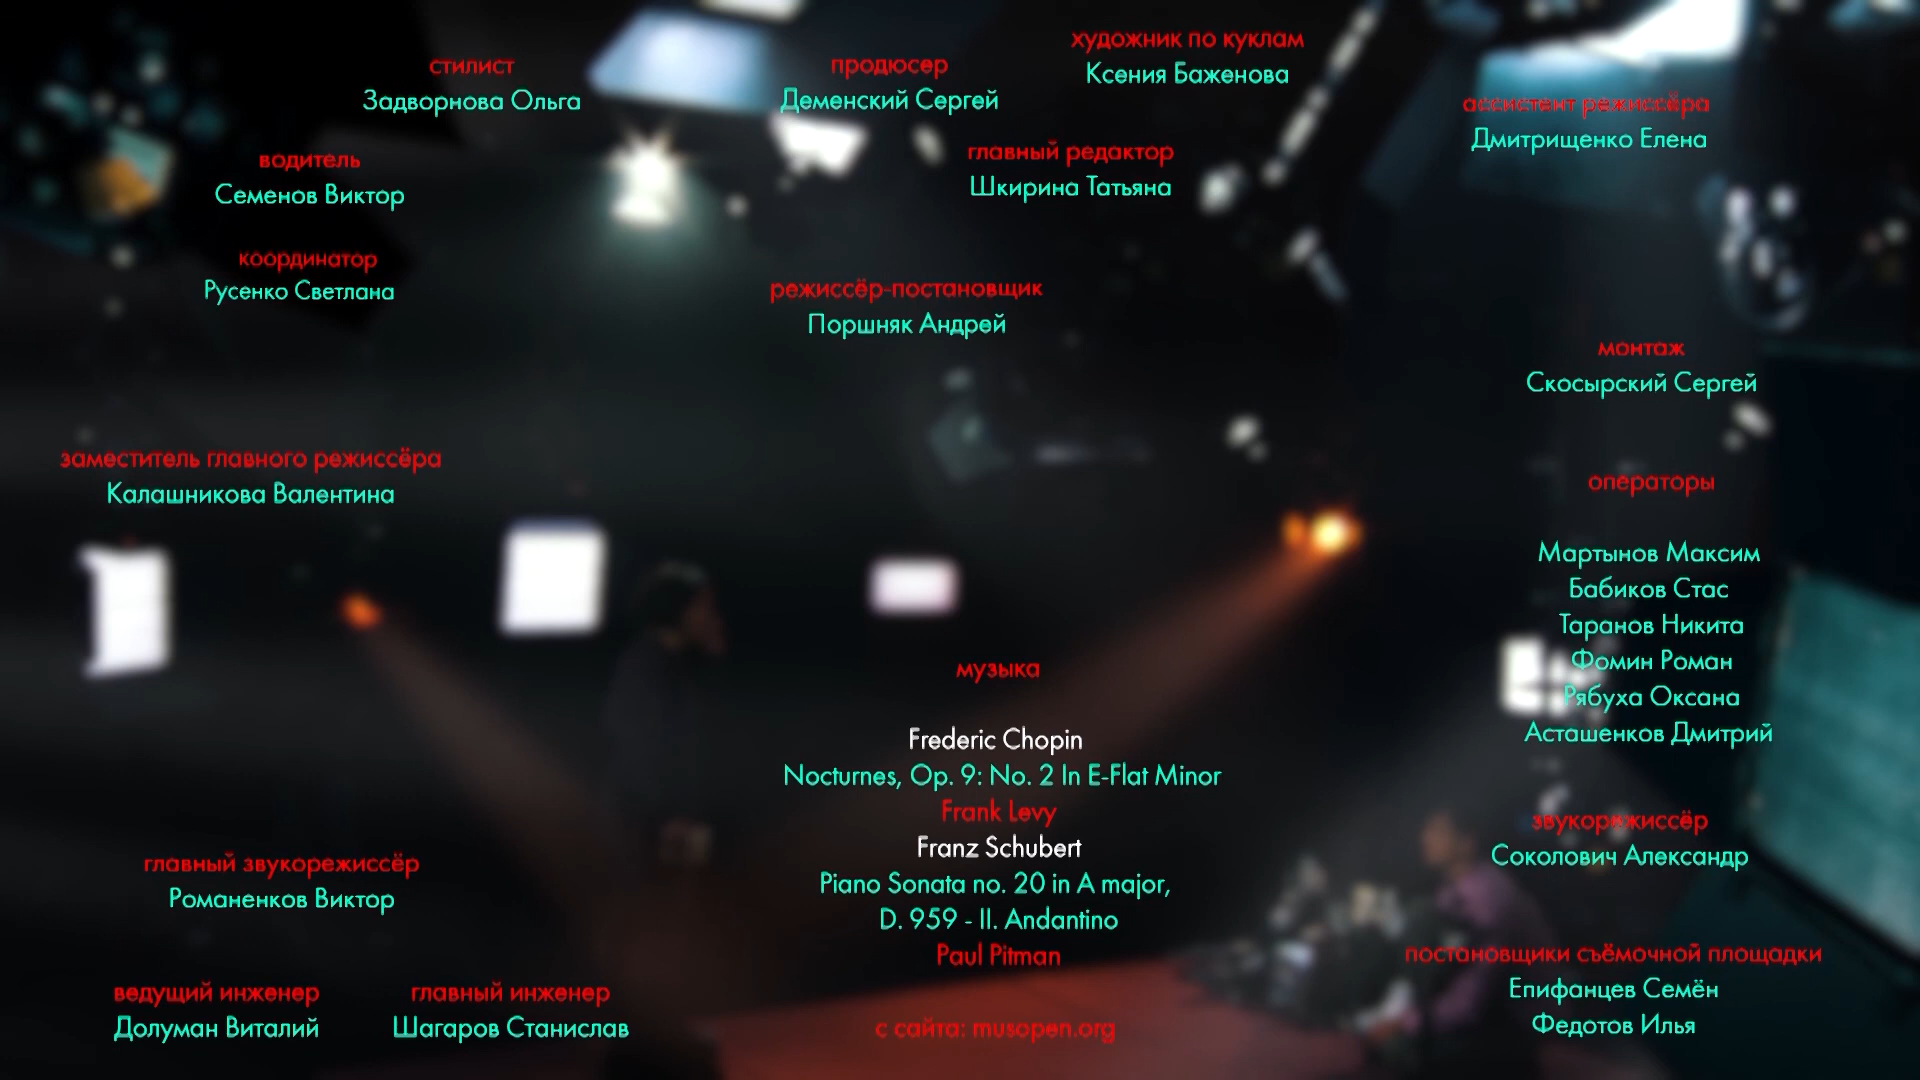 стилист
Задворнова Ольга
продюсер
Деменский Сергей
художник по куклам
Ксения Баженова
ассистент режиссёра
Дмитрищенко Елена
водитель
Семенов Виктор
главный редактор
Шкирина Татьяна
координатор
Русенко Светлана
режиссёр-постановщик
Поршняк Андрей
монтаж
Скосырский Сергей
заместитель главного режиссёра
Калашникова Валентина
операторы
Мартынов Максим
Бабиков Стас
Таранов Никита
Фомин Роман
Рябуха Оксана
Асташенков Дмитрий
музыка
Frederic Chopin
Nocturnes, Op. 9: No. 2 In E-Flat Minor
Frank Levy
Franz Schubert
Piano Sonata no. 20 in A major,
D. 959 - II. Andantino
Paul Pitman
с сайта: musopen.org
звукорежиссёр
Соколович Александр
главный звукорежиссёр
Романенков Виктор
постановщики съёмочной площадки
Епифанцев Семён
Федотов Илья
ведущий инженер
Долуман Виталий
главный инженер
Шагаров Станислав